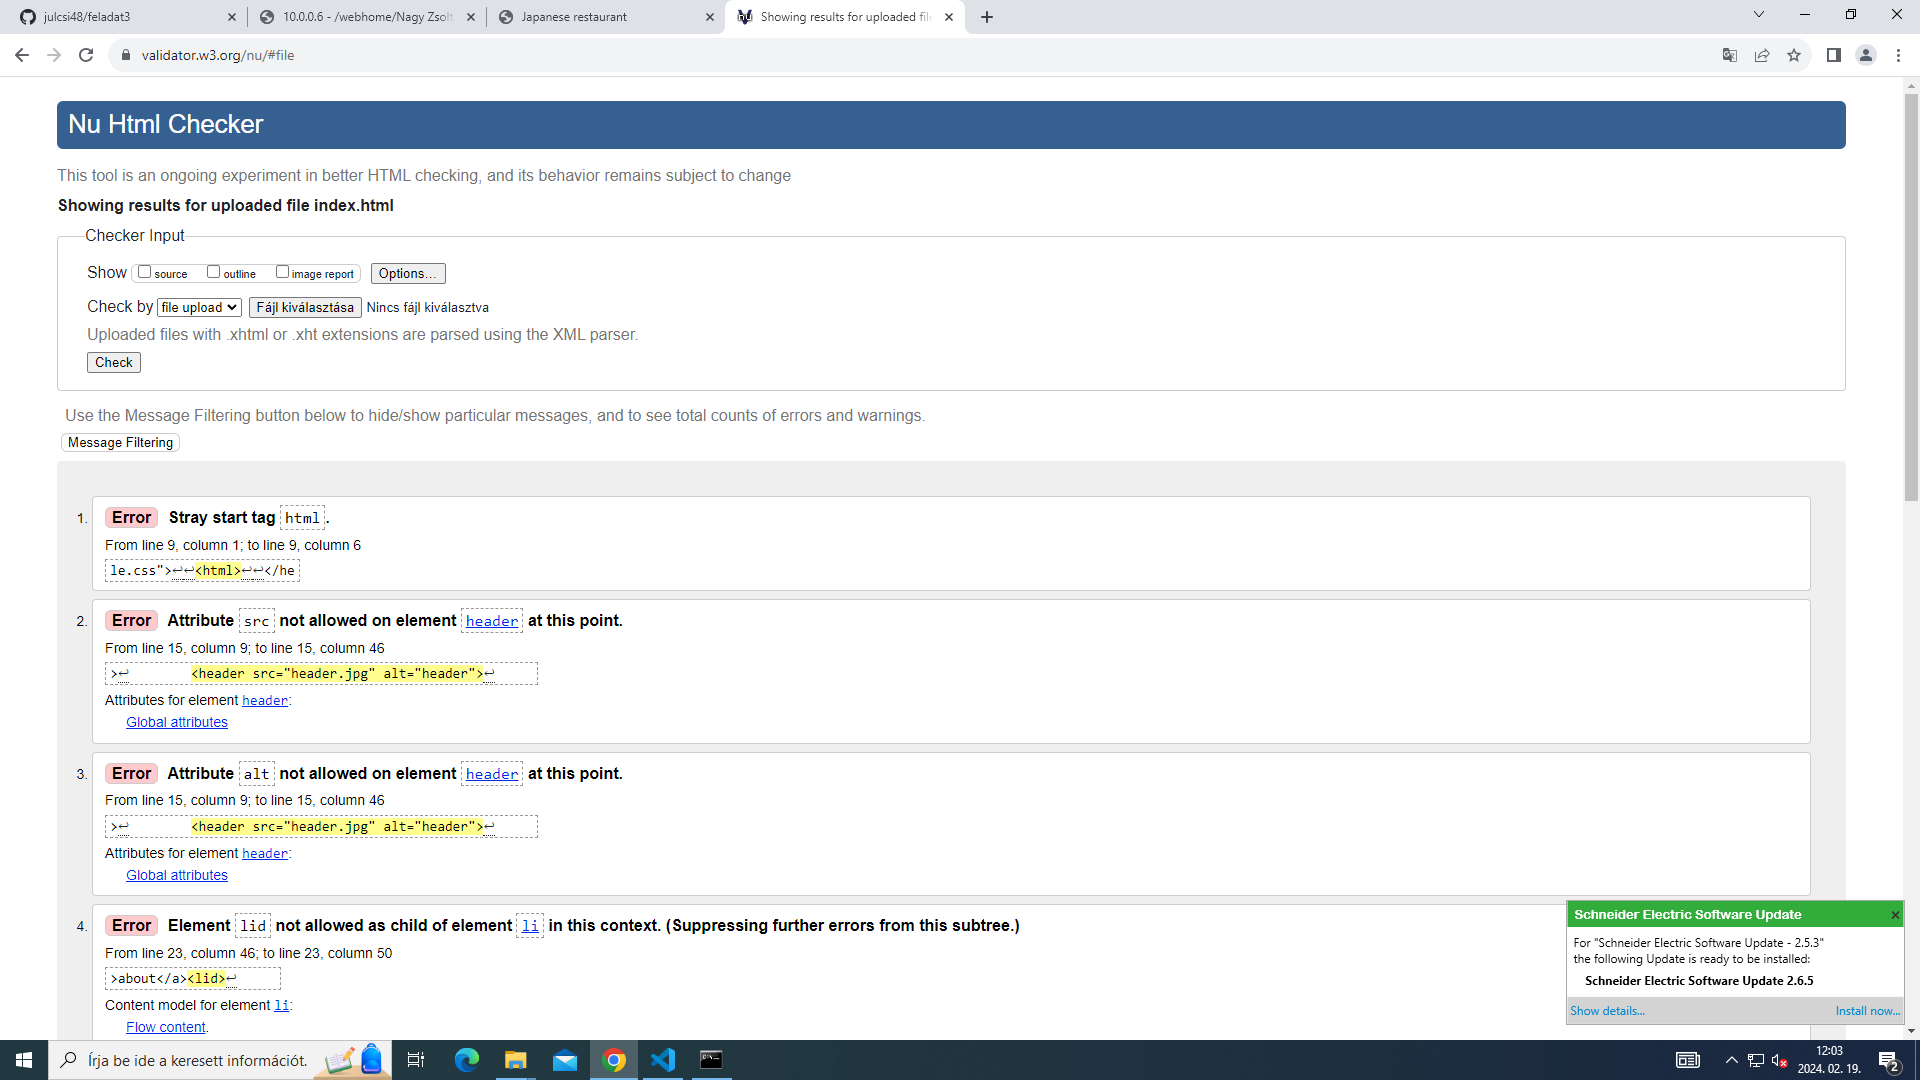 julcsi48/feladat3
10.0.0.6 - /webhome/Nagy Zsolt
Japanese restaurant
Showing results for uploaded file
validator.w3.org/nu/#file
Nu Html Checker
This tool is an ongoing experiment in better HTML checking, and its behavior remains subject to change
Showing results for uploaded file index.html
Checker Input
Show source outline image report Options...
Check by file upload Fájl kiválasztása Nincs fájl kiválasztva
Uploaded files with .xhtml or .xht extensions are parsed using the XML parser.
Check
Use the Message Filtering button below to hide/show particular messages, and to see total counts of errors and warnings.
Message Filtering
1. Error Stray start tag html.
From line 9, column 1; to line 9, column 6
le.css">↩↩<html>↩↩</he
2. Error Attribute src not allowed on element header at this point.
From line 15, column 9; to line 15, column 46
>↩ <header src="header.jpg" alt="header">↩
Attributes for element header:
Global attributes
3. Error Attribute alt not allowed on element header at this point.
From line 15, column 9; to line 15, column 46
>↩ <header src="header.jpg" alt="header">↩
Attributes for element header:
Global attributes
4. Error Element lid not allowed as child of element li in this context. (Suppressing further errors from this subtree.)
From line 23, column 46; to line 23, column 50
>about</a><lid>↩
Content model for element li:
Flow content.
Schneider Electric Software Update
For "Schneider Electric Software Update - 2.5.3"
the following Update is ready to be installed:
Schneider Electric Software Update 2.6.5
Show details... Install now...
Írja be ide a keresett információt.
12:03
2024. 02. 19.
2